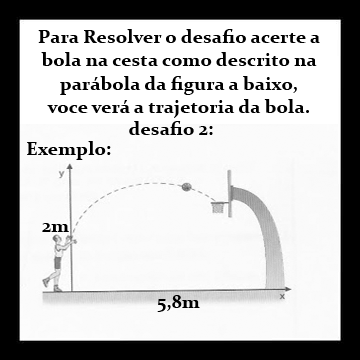 Para Resolver o desafio acerte a
bola na cesta como descrito na
parábola da figura a baixo,
voce verá a trajetoria da bola.
desafio 2:
Exemplo:
y
2m
x
5,8m